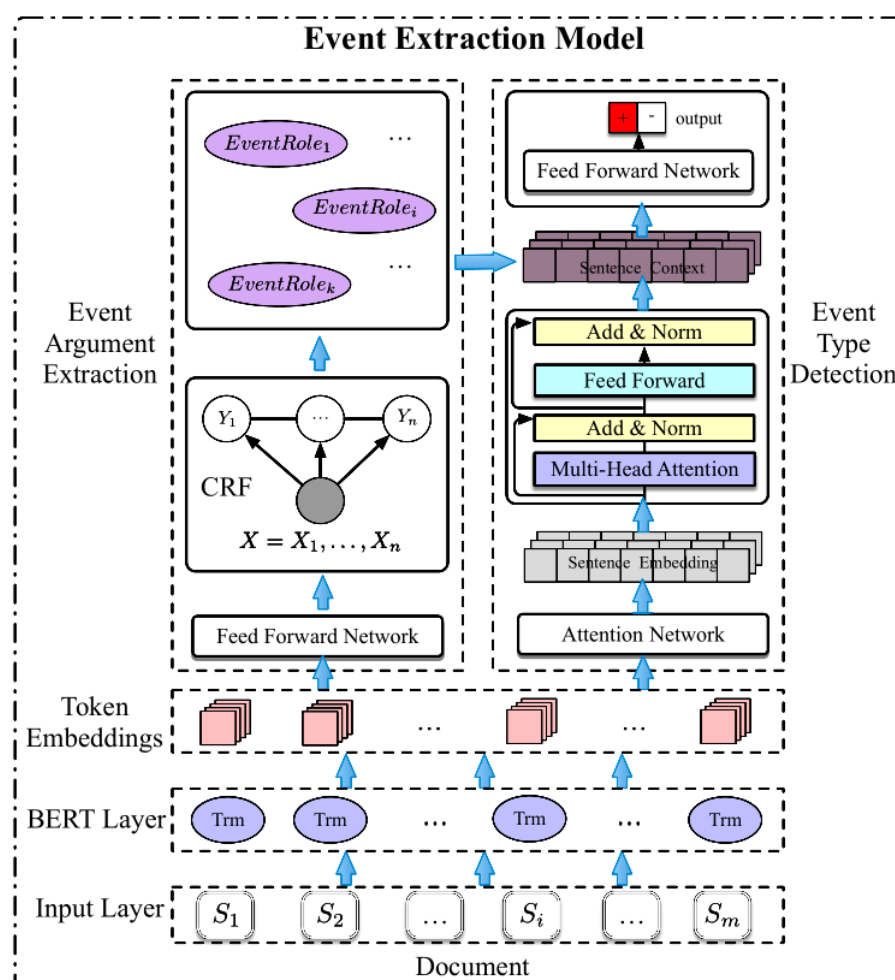 Event Extraction Model
EventRole₁ ...
EventRoleᵢ
EventRoleₖ ...
Event
Argument
Extraction
Y₁ ... Yₙ
CRF
X = X₁, . . . , Xₙ
Feed Forward Network
+ - output
Feed Forward Network
Sentence Context
Add & Norm
Feed Forward
Add & Norm
Multi-Head Attention
Sentence Embedding
Attention Network
Event
Type
Detection
Token
Embeddings
... ...
BERT Layer
Trm Trm ... Trm ... Trm
Input Layer
S₁ S₂ ... Sᵢ ... Sₘ
Document